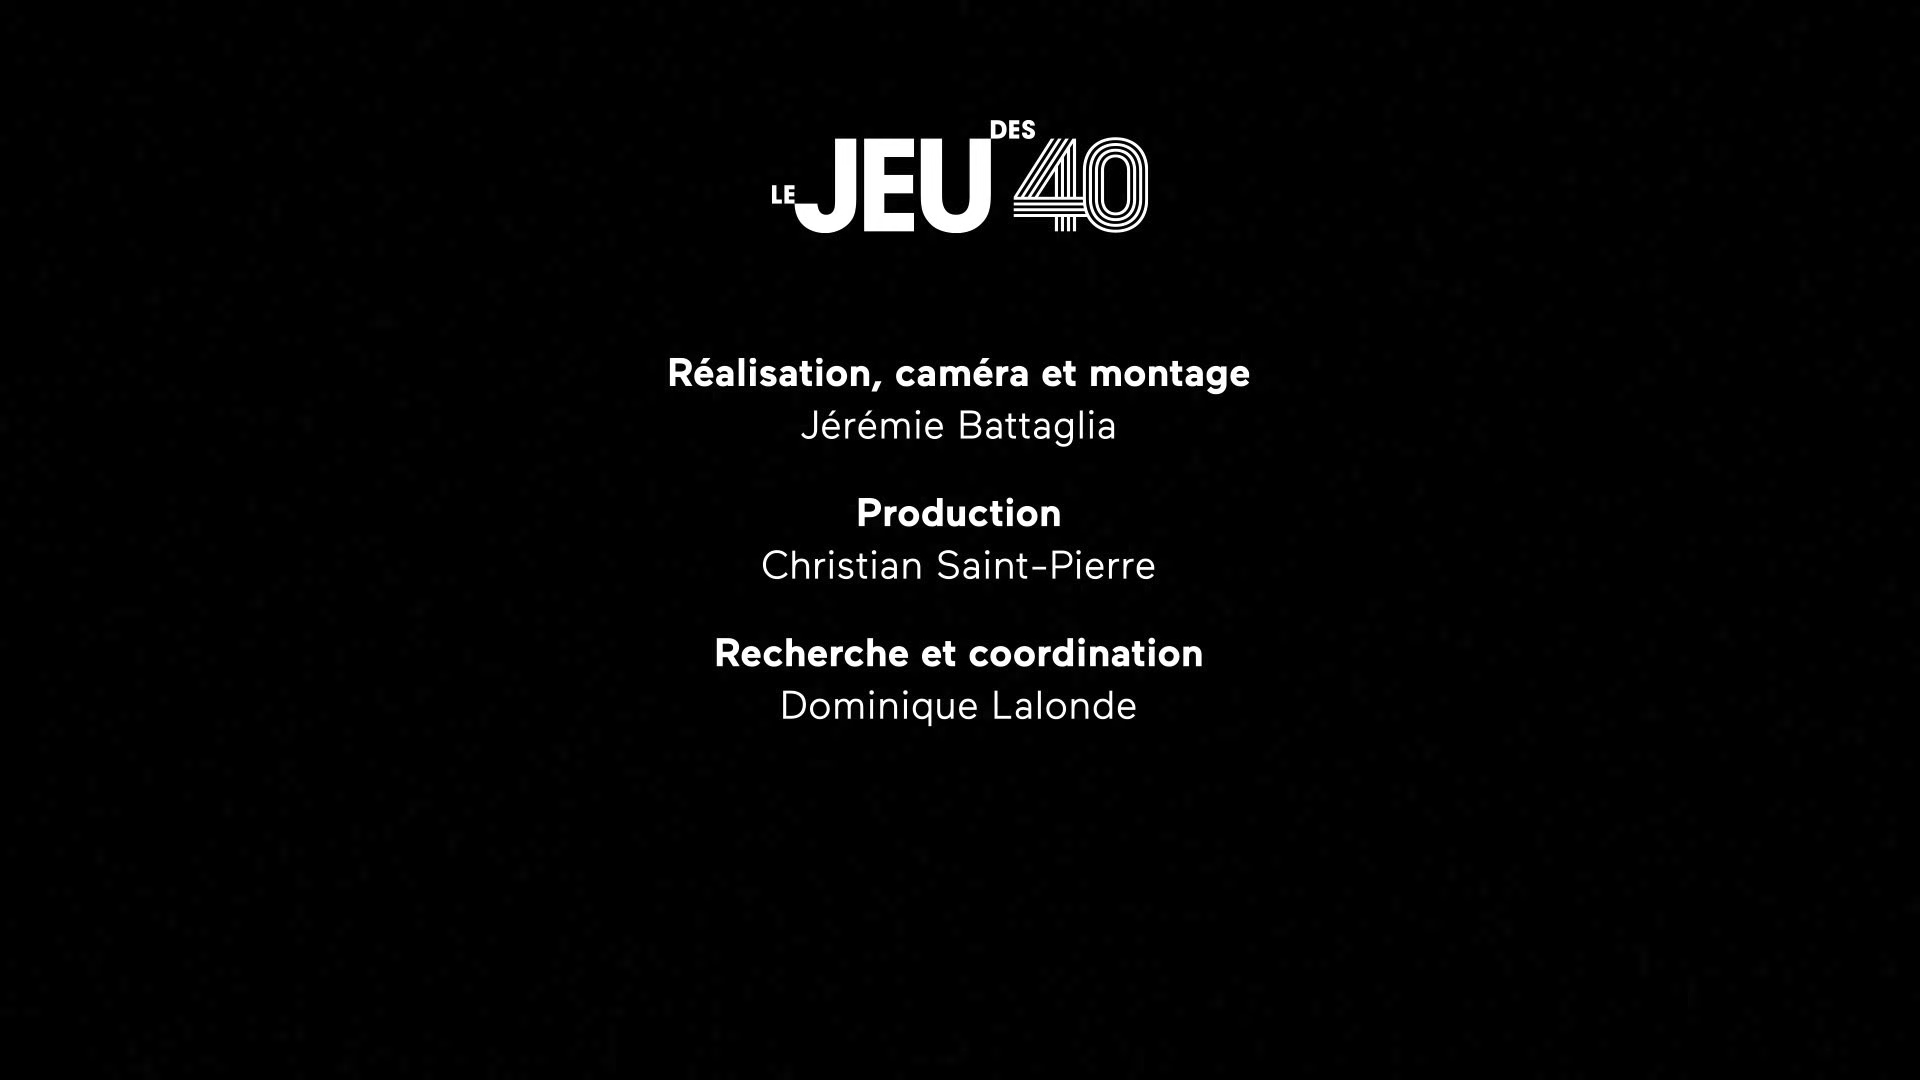 LE JEU DES 40
Réalisation, caméra et montage
Jérémie Battaglia
Production
Christian Saint-Pierre
Recherche et coordination
Dominique Lalonde